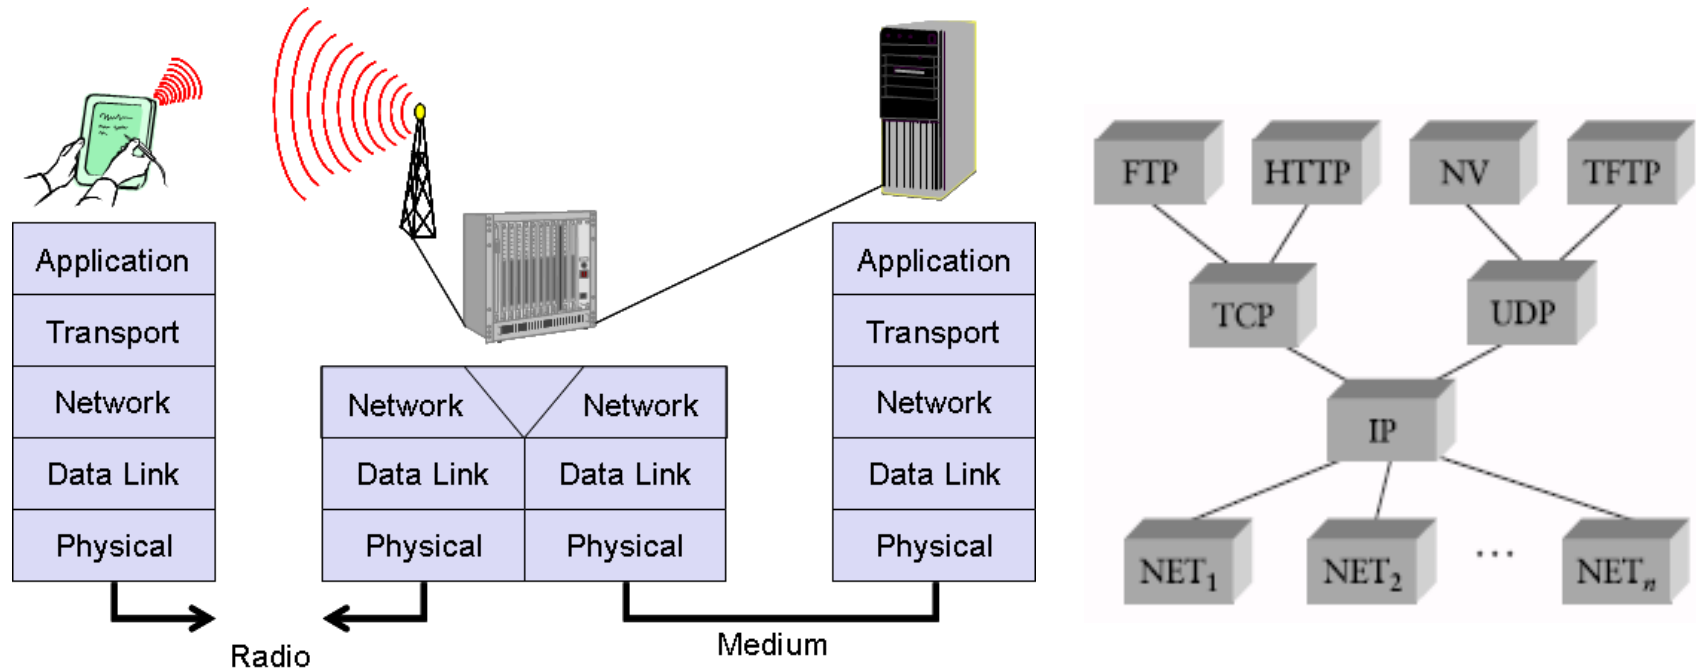 Application
Transport
Network
Data Link
Physical
Network Network
Data Link Data Link
Physical Physical
Application
Transport
Network
Data Link
Physical
Radio
Medium
FTP HTTP NV TFTP
TCP UDP
IP
NET1 NET2 ... NETn